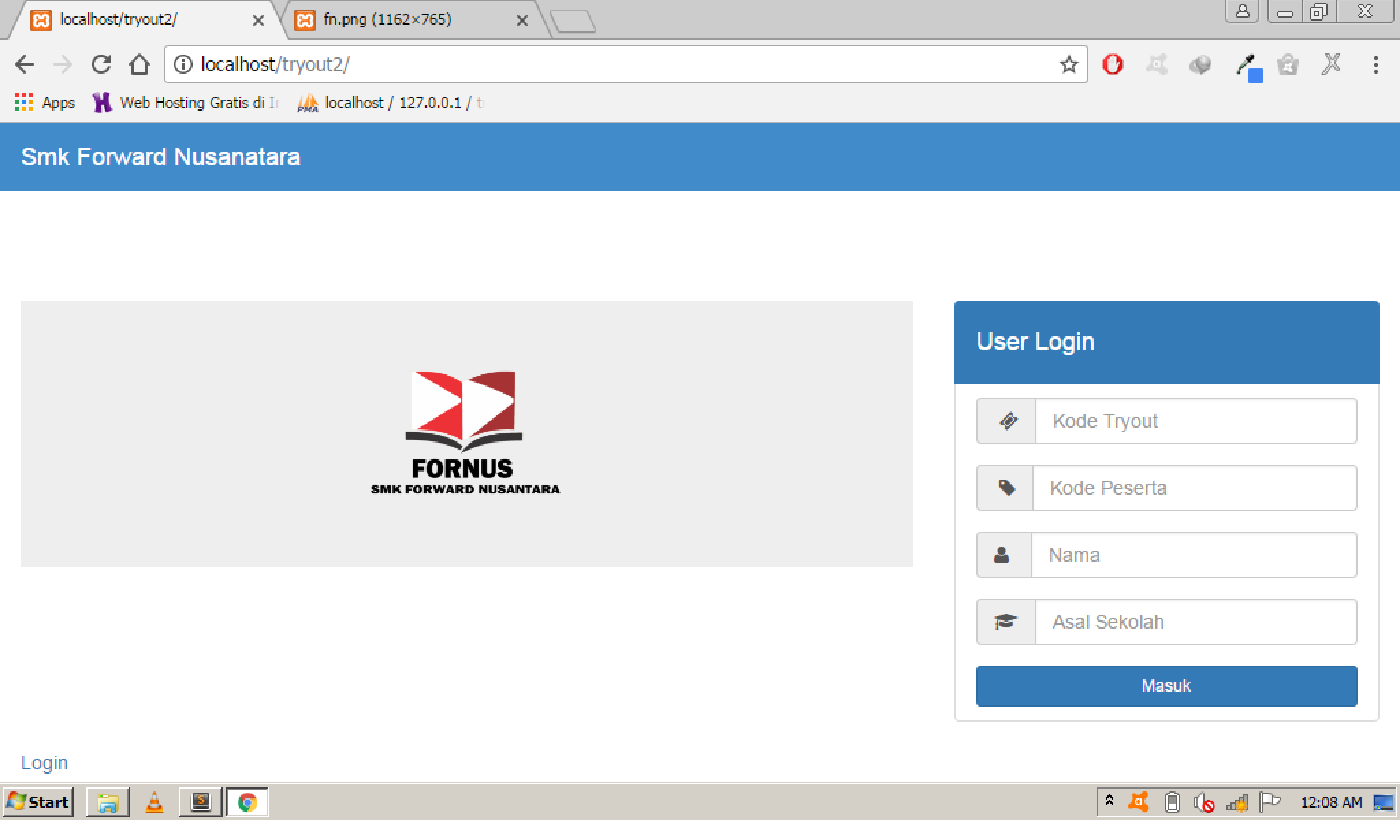 localhost/tryout2/
fn.png (1162×765)
localhost/tryout2/
Apps
Web Hosting Gratis di
localhost / 127.0.0.1 /
Smk Forward Nusanatara
User Login
Kode Tryout
Kode Peserta
Nama
Asal Sekolah
Masuk
FORNUS
SMK FORWARD NUSANTARA
Login
Start
12:08 AM